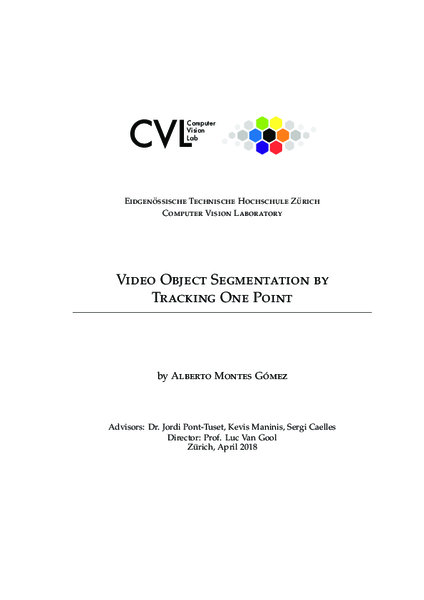 CVL Computer
Vision
Lab
Eidgenössische Technische Hochschule Zürich
Computer Vision Laboratory
Video Object Segmentation by
Tracking One Point
by Alberto Montes Gómez
Advisors: Dr. Jordi Pont-Tuset, Kevis Maninis, Sergi Caelles
Director: Prof. Luc Van Gool
Zürich, April 2018